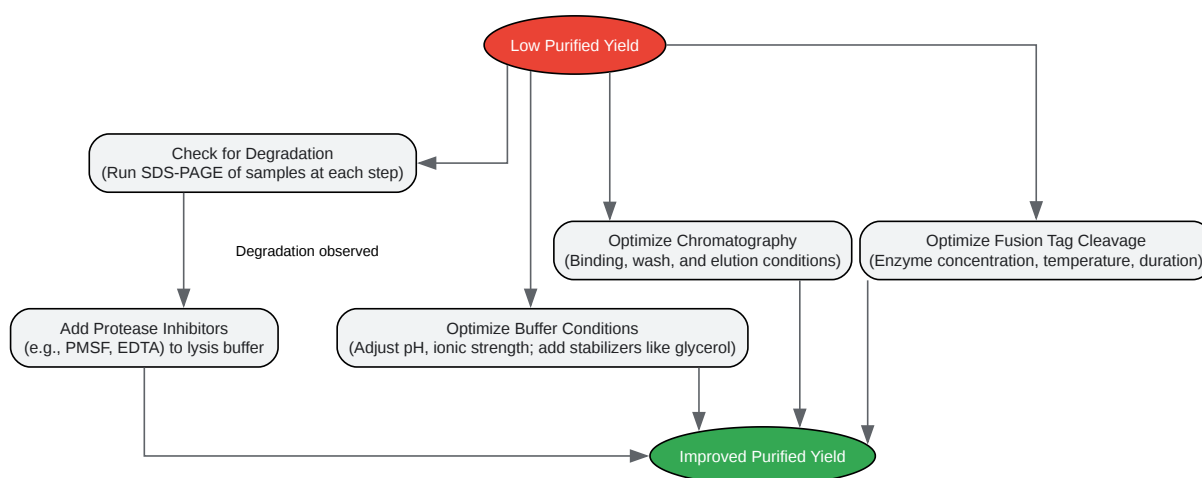 Low Purified Yield
Check for Degradation
(Run SDS-PAGE of samples at each step)
Degradation observed
Optimize Chromatography
(Binding, wash, and elution conditions)
Optimize Fusion Tag Cleavage
(Enzyme concentration, temperature, duration)
Add Protease Inhibitors
(e.g., PMSF, EDTA) to lysis buffer
Optimize Buffer Conditions
(Adjust pH, ionic strength; add stabilizers like glycerol)
Improved Purified Yield